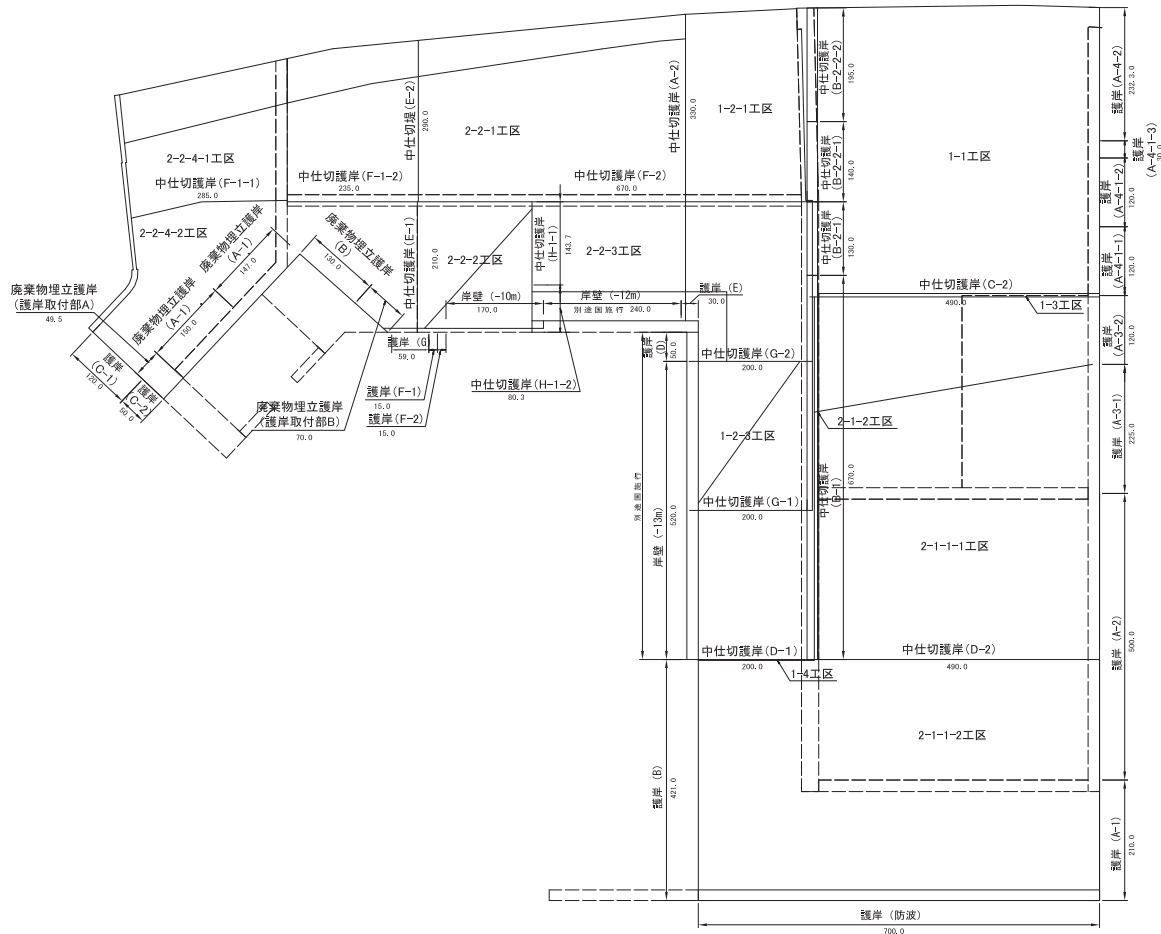 中仕切護岸
(B-2-2-2)
195.0
護岸(A-4-2)
232.3.0
護岸
(A-4-1-3)
30.0
中仕切堤(E-2)
290.0
中仕切護岸(A-2)
330.0
1-2-1工区
2-2-1工区
中仕切護岸
(B-2-2-1)
140.0
1-1工区
2-2-4-1工区
中仕切護岸(F-1-1)
285.0
中仕切護岸(F-1-2)
235.0
中仕切護岸(F-2)
670.0
護岸
(A-4-1-2)
120.0
2-2-4-2工区
廃棄物埋立護岸
(A-1)
147.0
廃棄物埋立護岸
(B)
130.0
中仕切護岸(E-1)
210.0
2-2-2工区
中仕切護岸
(H-1-1)
143.7
2-2-3工区
中仕切護岸
(B-2-1)
130.0
護岸
(A-4-1-1)
120.0
廃棄物埋立護岸
(護岸取付部A)
49.5
廃棄物埋立護岸
(A-1)
150.0
岸壁 (-10m)
170.0
岸壁 (-12m)
別途国施行 240.0
護岸(E)
30.0
中仕切護岸(C-2)
490.0
1-3工区
護岸 (G
59.0
護岸
(D)
50.0
中仕切護岸(G-2)
200.0
護岸
(A-3-2)
120.0
護岸
(C-1)
120.0
護岸
C-2)
50.0
護岸(F-1)
15.0
護岸(F-2)
15.0
中仕切護岸(H-1-2)
80.3
廃棄物埋立護岸
(護岸取付部B)
70.0
1-2-3工区
2-1-2工区
護岸 (A-3-1)
225.0
別途国施行
岸壁 (-13m)
520.0
中仕切護岸(G-1)
200.0
中仕切護岸
(B-1)
670.0
2-1-1-1工区
護岸 (A-2)
500.0
中仕切護岸(D-1)
200.0
1-4工区
中仕切護岸(D-2)
490.0
2-1-1-2工区
護岸 (B)
421.0
護岸 (A-1)
210.0
護岸 (防波)
700.0